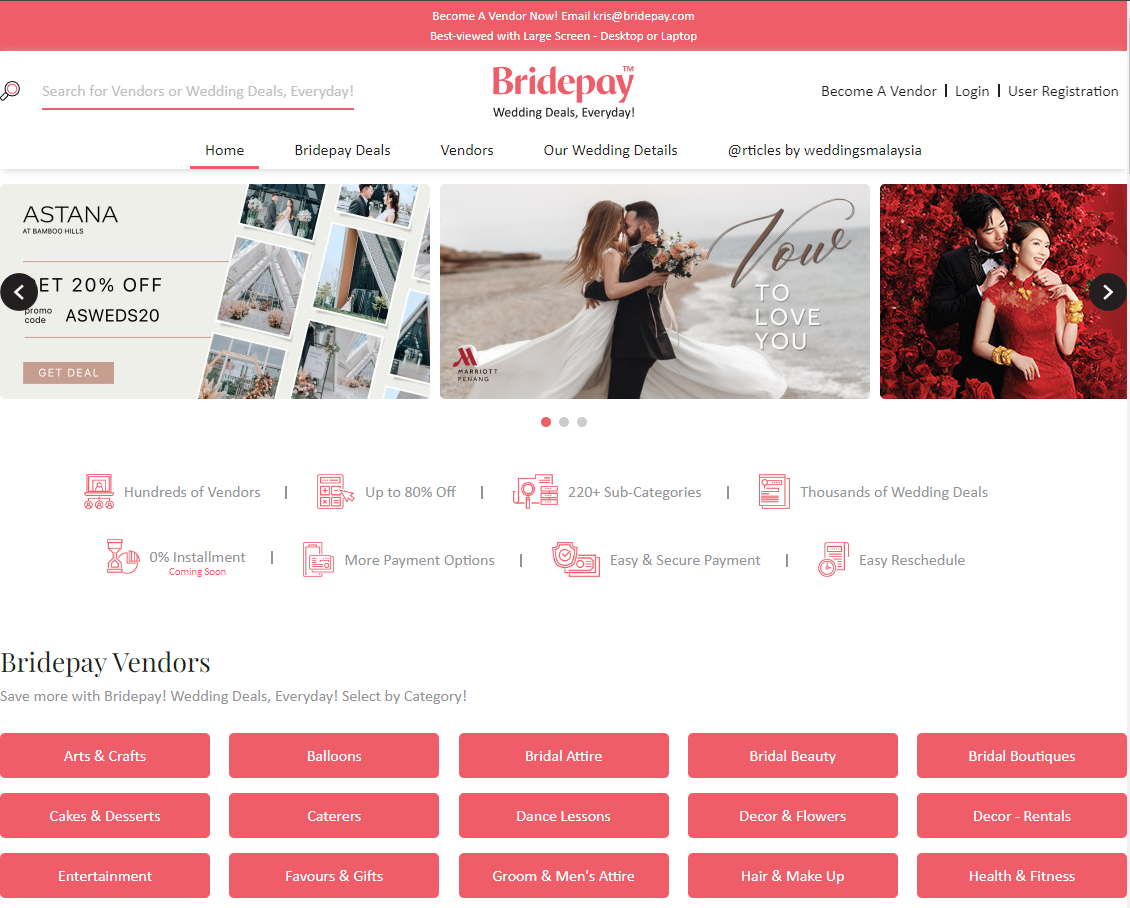 Become A Vendor Now! Email kris@bridepay.com
Best-viewed with Large Screen - Desktop or Laptop
Search for Vendors or Wedding Deals, Everyday!
Bridepay™
Wedding Deals, Everyday!
Become A Vendor | Login | User Registration
Home Bridepay Deals Vendors Our Wedding Details @rticles by weddingsmalaysia
ASTANA
AT BAMBOO HILLS
ET 20% OFF
promo
code
ASWEDS20
GET DEAL
Vow
TO
LOVE
YOU
MARRIOTT
PENANG
Hundreds of Vendors | Up to 80% Off | 220+ Sub-Categories | Thousands of Wedding Deals
0% Installment | More Payment Options | Easy & Secure Payment | Easy Reschedule
Coming Soon
Bridepay Vendors
Save more with Bridepay! Wedding Deals, Everyday! Select by Category!
Arts & Crafts Balloons Bridal Attire Bridal Beauty Bridal Boutiques
Cakes & Desserts Caterers Dance Lessons Decor & Flowers Decor - Rentals
Entertainment Favours & Gifts Groom & Men's Attire Hair & Make Up Health & Fitness